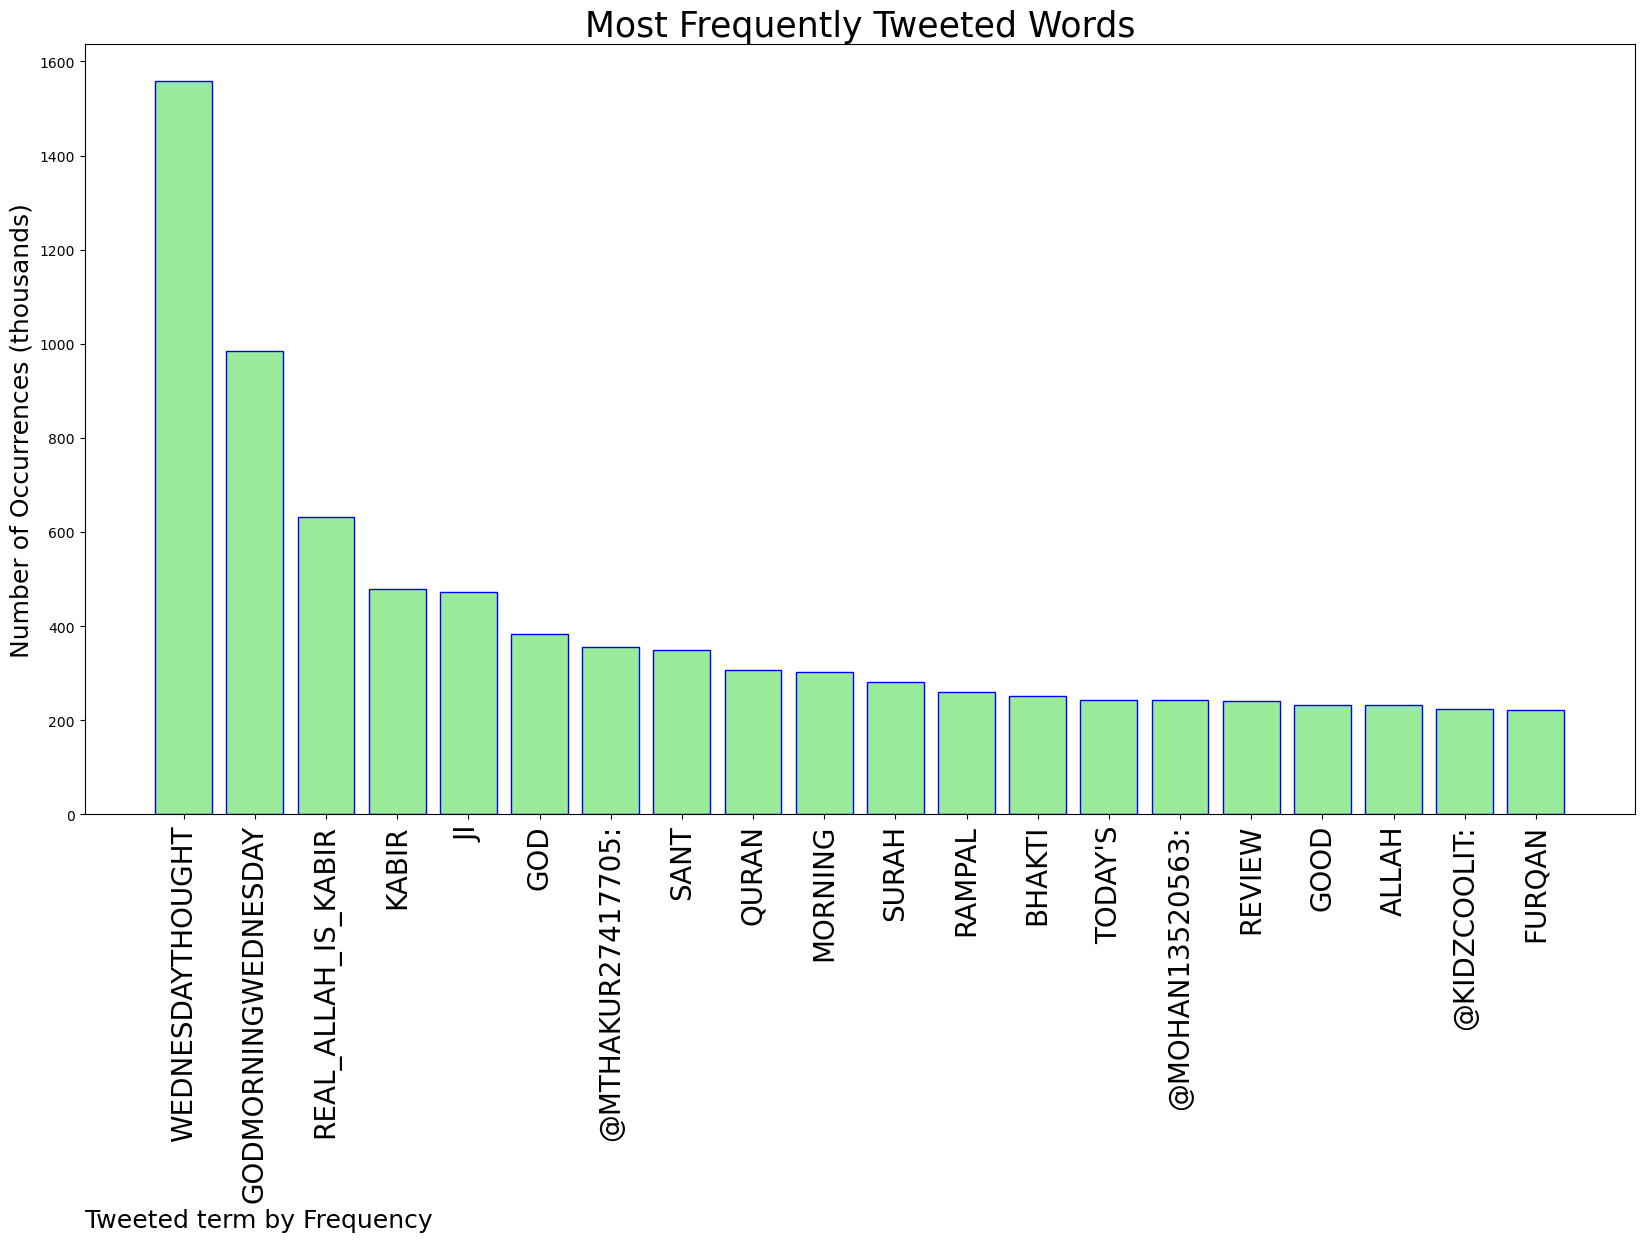 Most Frequently Tweeted Words
Number of Occurrences (thousands)
1600
1400
1200
1000
800
600
400
200
0
WEDNESDAYTHOUGHT
GODMORNINGWEDNESDAY
REAL_ALLAH_IS_KABIR
KABIR
JI
GOD
@MTHAKUR27417705:
SANT
QURAN
MORNING
SURAH
RAMPAL
BHAKTI
TODAY'S
@MOHAN13520563:
REVIEW
GOOD
ALLAH
@KIDZCOOLIT:
FURQAN
Tweeted term by Frequency